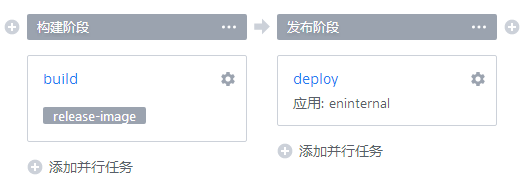 构建阶段
build
release-image
添加并行任务
发布阶段
deploy
应用: eninternal
添加并行任务